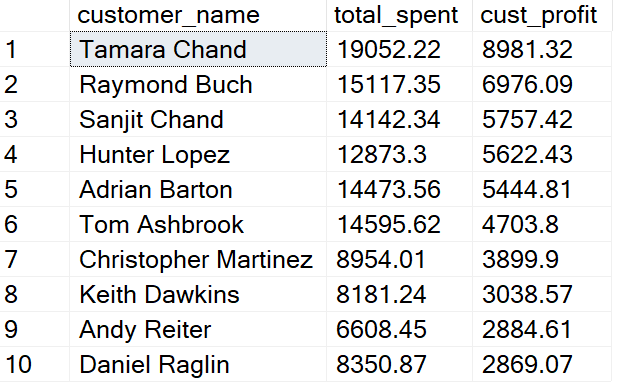 customer_name total_spent cust_profit
1 Tamara Chand 19052.22 8981.32
2 Raymond Buch 15117.35 6976.09
3 Sanjit Chand 14142.34 5757.42
4 Hunter Lopez 12873.3 5622.43
5 Adrian Barton 14473.56 5444.81
6 Tom Ashbrook 14595.62 4703.8
7 Christopher Martinez 8954.01 3899.9
8 Keith Dawkins 8181.24 3038.57
9 Andy Reiter 6608.45 2884.61
10 Daniel Raglin 8350.87 2869.07